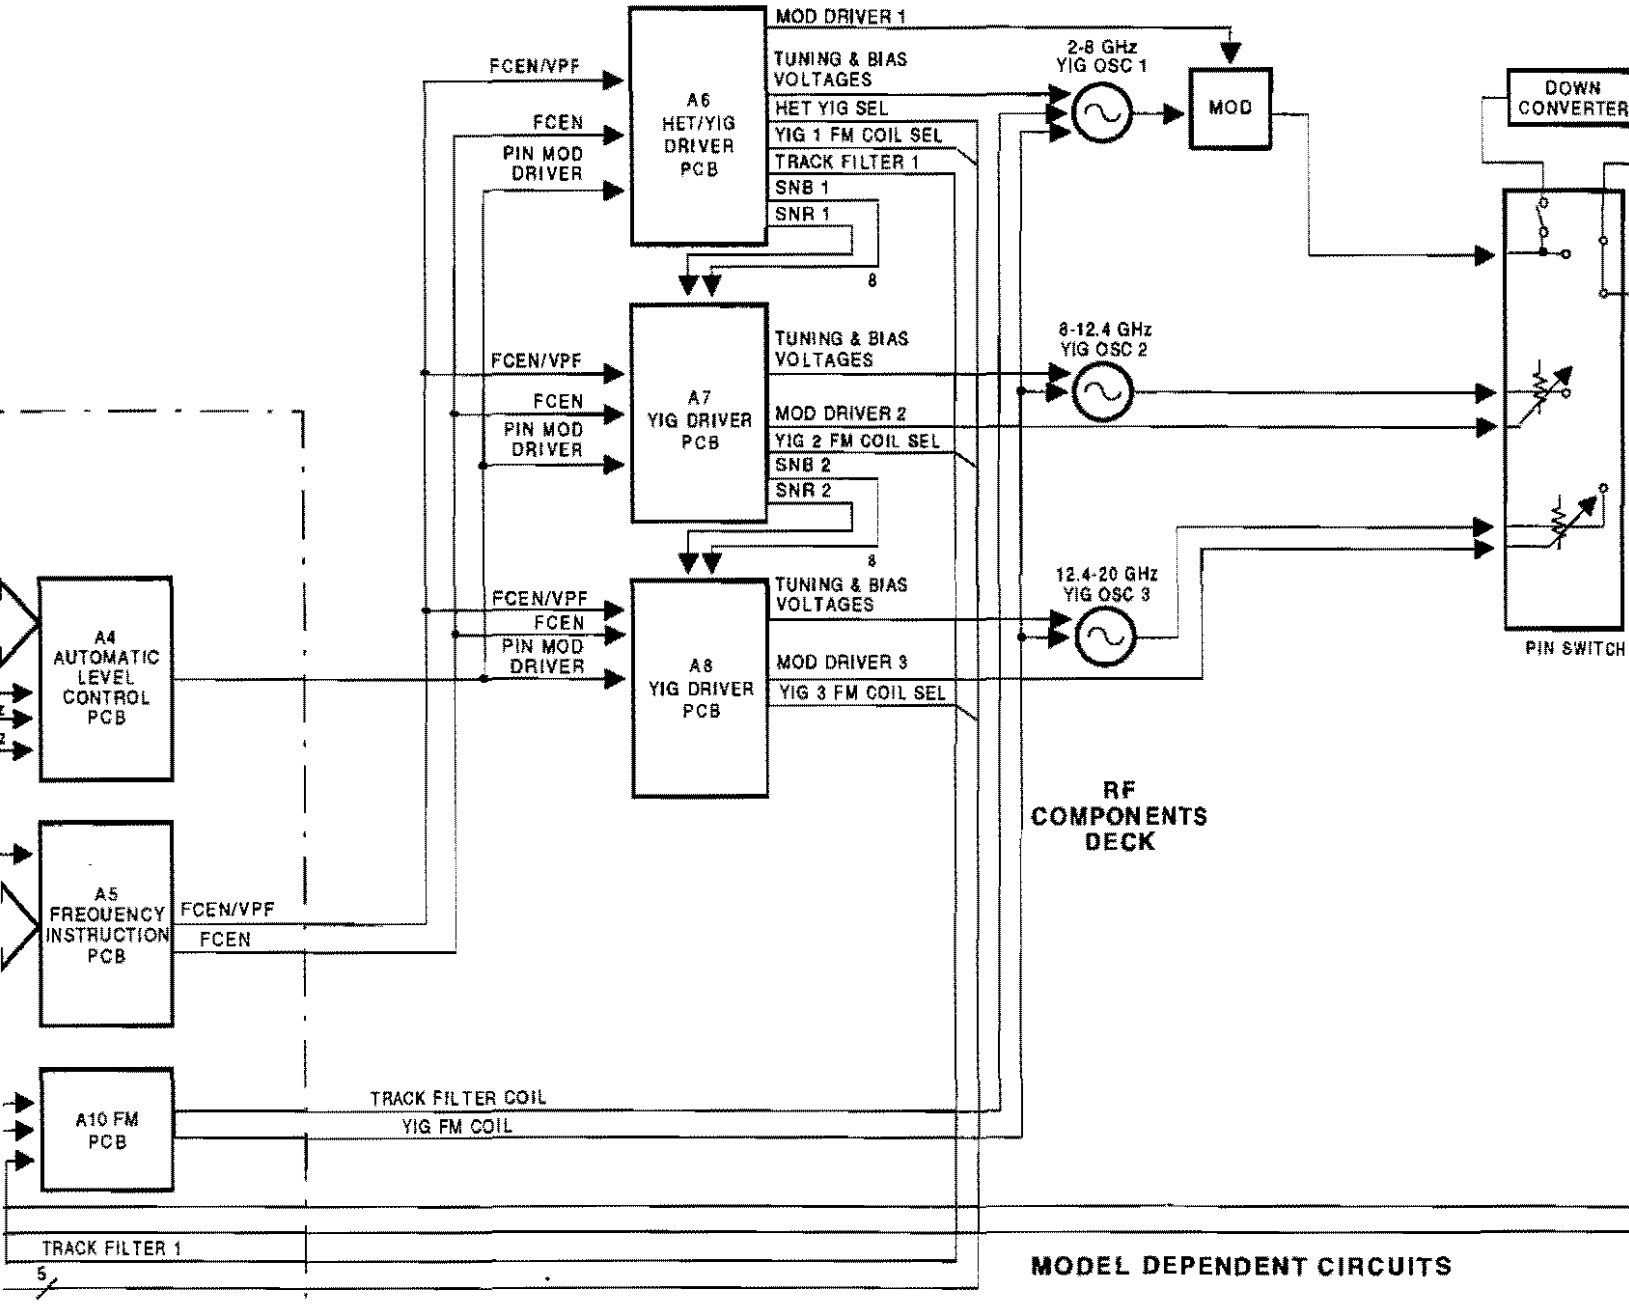 MOD DRIVER 1
2-8 GHz
YIG OSC 1
FCEN/VPF
TUNING & BIAS
VOLTAGES
A6
HET/YIG
DRIVER
PCB
HET YIG SEL
MOD
DOWN
CONVERTER
FCEN
YIG 1 FM COIL SEL
PIN MOD
DRIVER
TRACK FILTER 1
SNB 1
SNR 1
8
8-12.4 GHz
YIG OSC 2
TUNING & BIAS
VOLTAGES
FCEN/VPF
A7
YIG DRIVER
PCB
FCEN
MOD DRIVER 2
PIN MOD
DRIVER
YIG 2 FM COIL SEL
SNB 2
SNR 2
8
12.4-20 GHz
YIG OSC 3
TUNING & BIAS
VOLTAGES
FCEN/VPF
FCEN
PIN MOD
DRIVER
A8
YIG DRIVER
PCB
MOD DRIVER 3
YIG 3 FM COIL SEL
PIN SWITCH
A4
AUTOMATIC
LEVEL
CONTROL
PCB
z
z
RF
COMPONENTS
DECK
A5
FREQUENCY
INSTRUCTION
PCB
FCEN/VPF
FCEN
A10 FM
PCB
TRACK FILTER COIL
YIG FM COIL
TRACK FILTER 1
5
MODEL DEPENDENT CIRCUITS